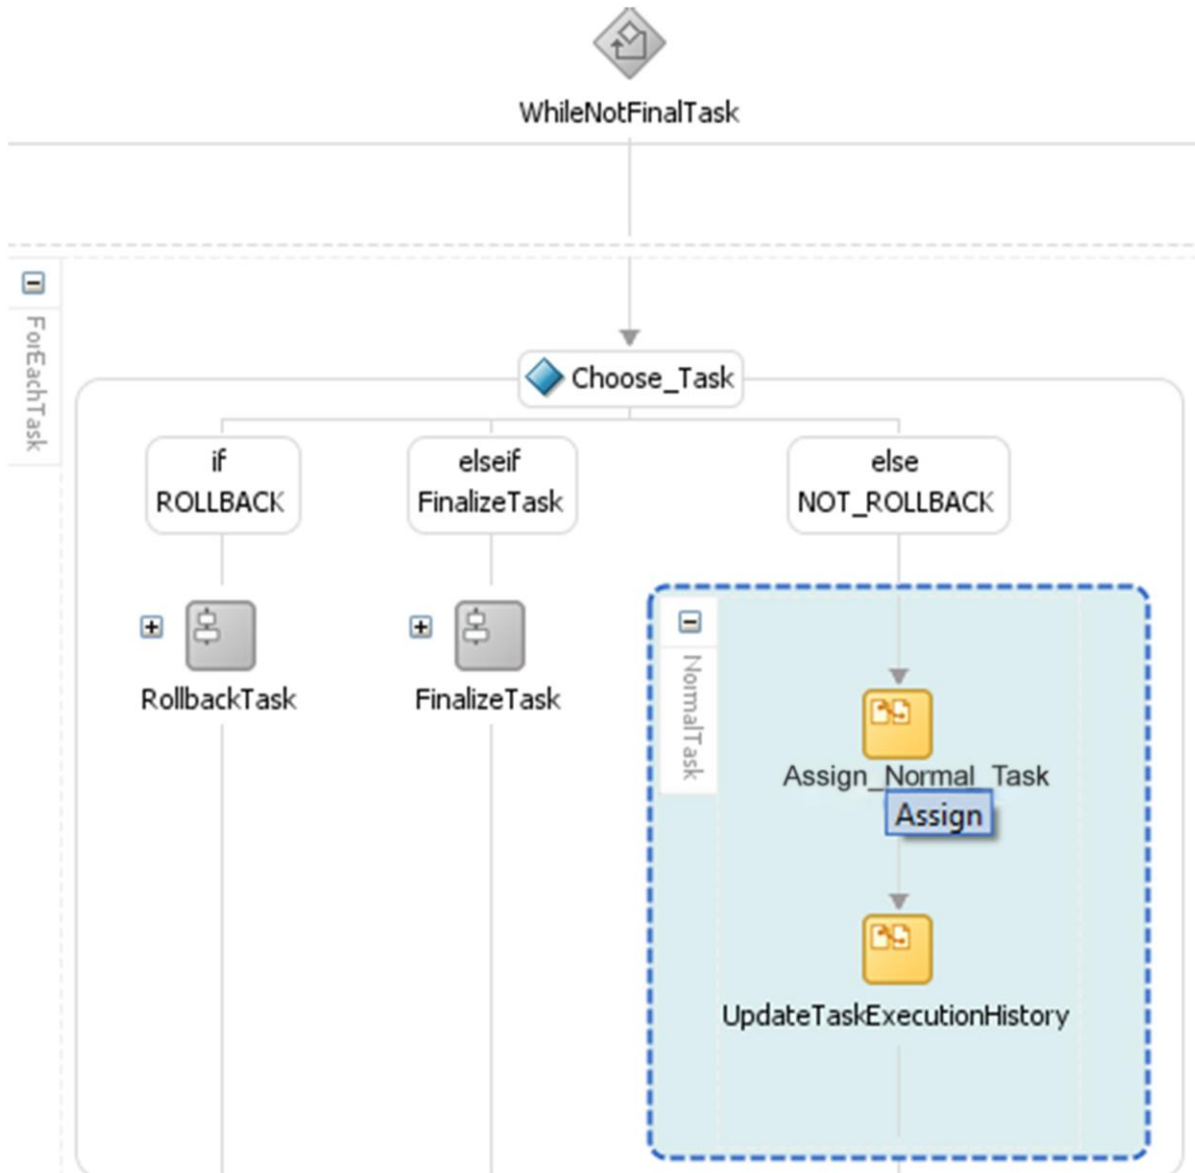 WhileNotFinalTask
ForEachTask
Choose_Task
if
ROLLBACK
elseif
FinalizeTask
else
NOT_ROLLBACK
RollbackTask
FinalizeTask
NormalTask
Assign_Normal_Task
Assign
UpdateTaskExecutionHistory